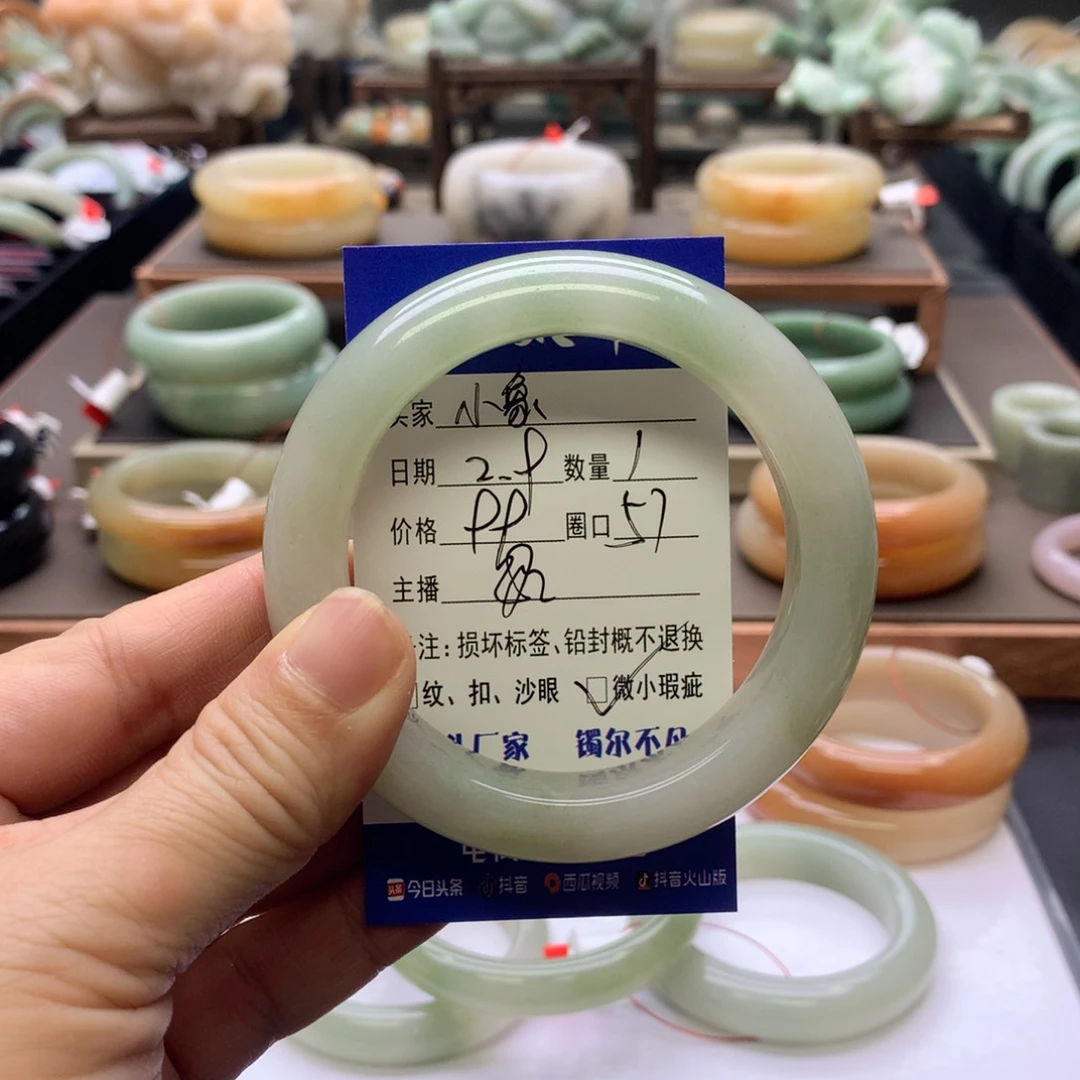 家 小象
日期 2.9 数量 1
价格 99 圈口 57
主播
注：损坏标签、铅封概不退换
纹、扣、沙眼 微小瑕疵
厂家 镯尔不凡
今日头条 抖音 西瓜视频 抖音火山版